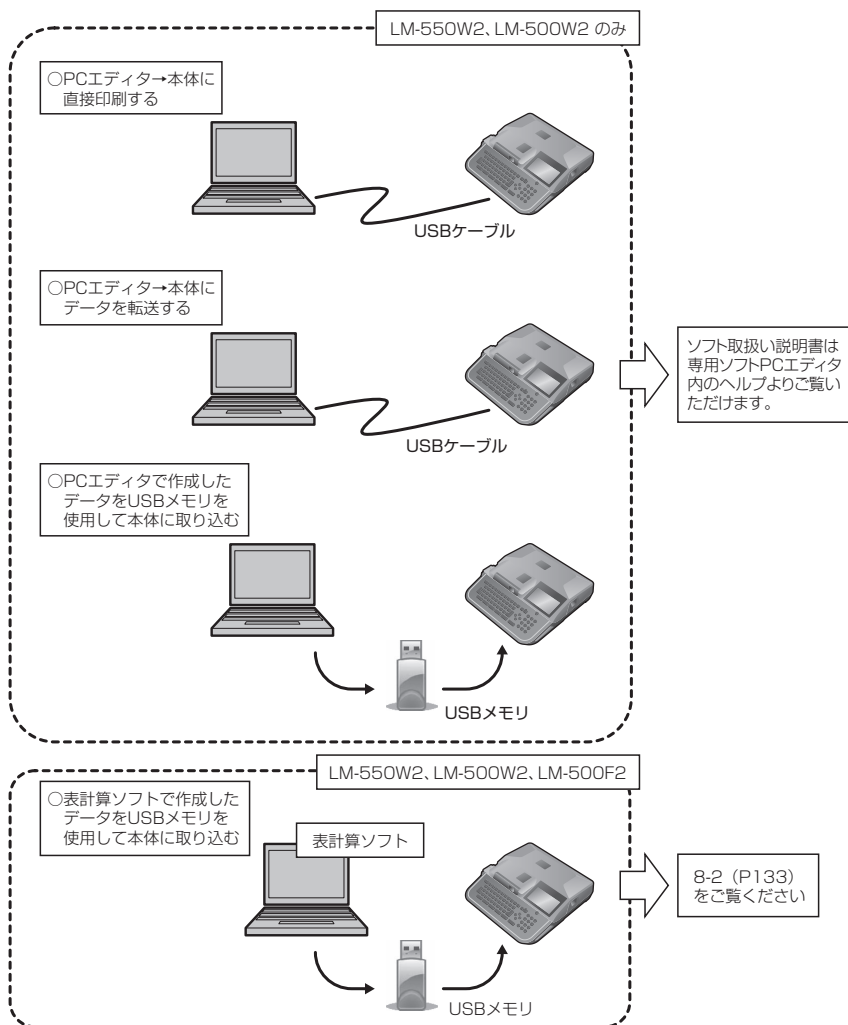 LM-550W2、LM-500W2 のみ
○PCエディタ→本体に
直接印刷する
USBケーブル
○PCエディタ→本体に
データを転送する
USBケーブル
○PCエディタで作成した
データをUSBメモリを
使用して本体に取り込む
USBメモリ
ソフト取扱い説明書は
専用ソフトPCエディタ
内のヘルプよりご覧い
ただけます。
LM-550W2、LM-500W2、LM-500F2
○表計算ソフトで作成した
データをUSBメモリを
使用して本体に取り込む
表計算ソフト
USBメモリ
8-2（P133）
をご覧ください